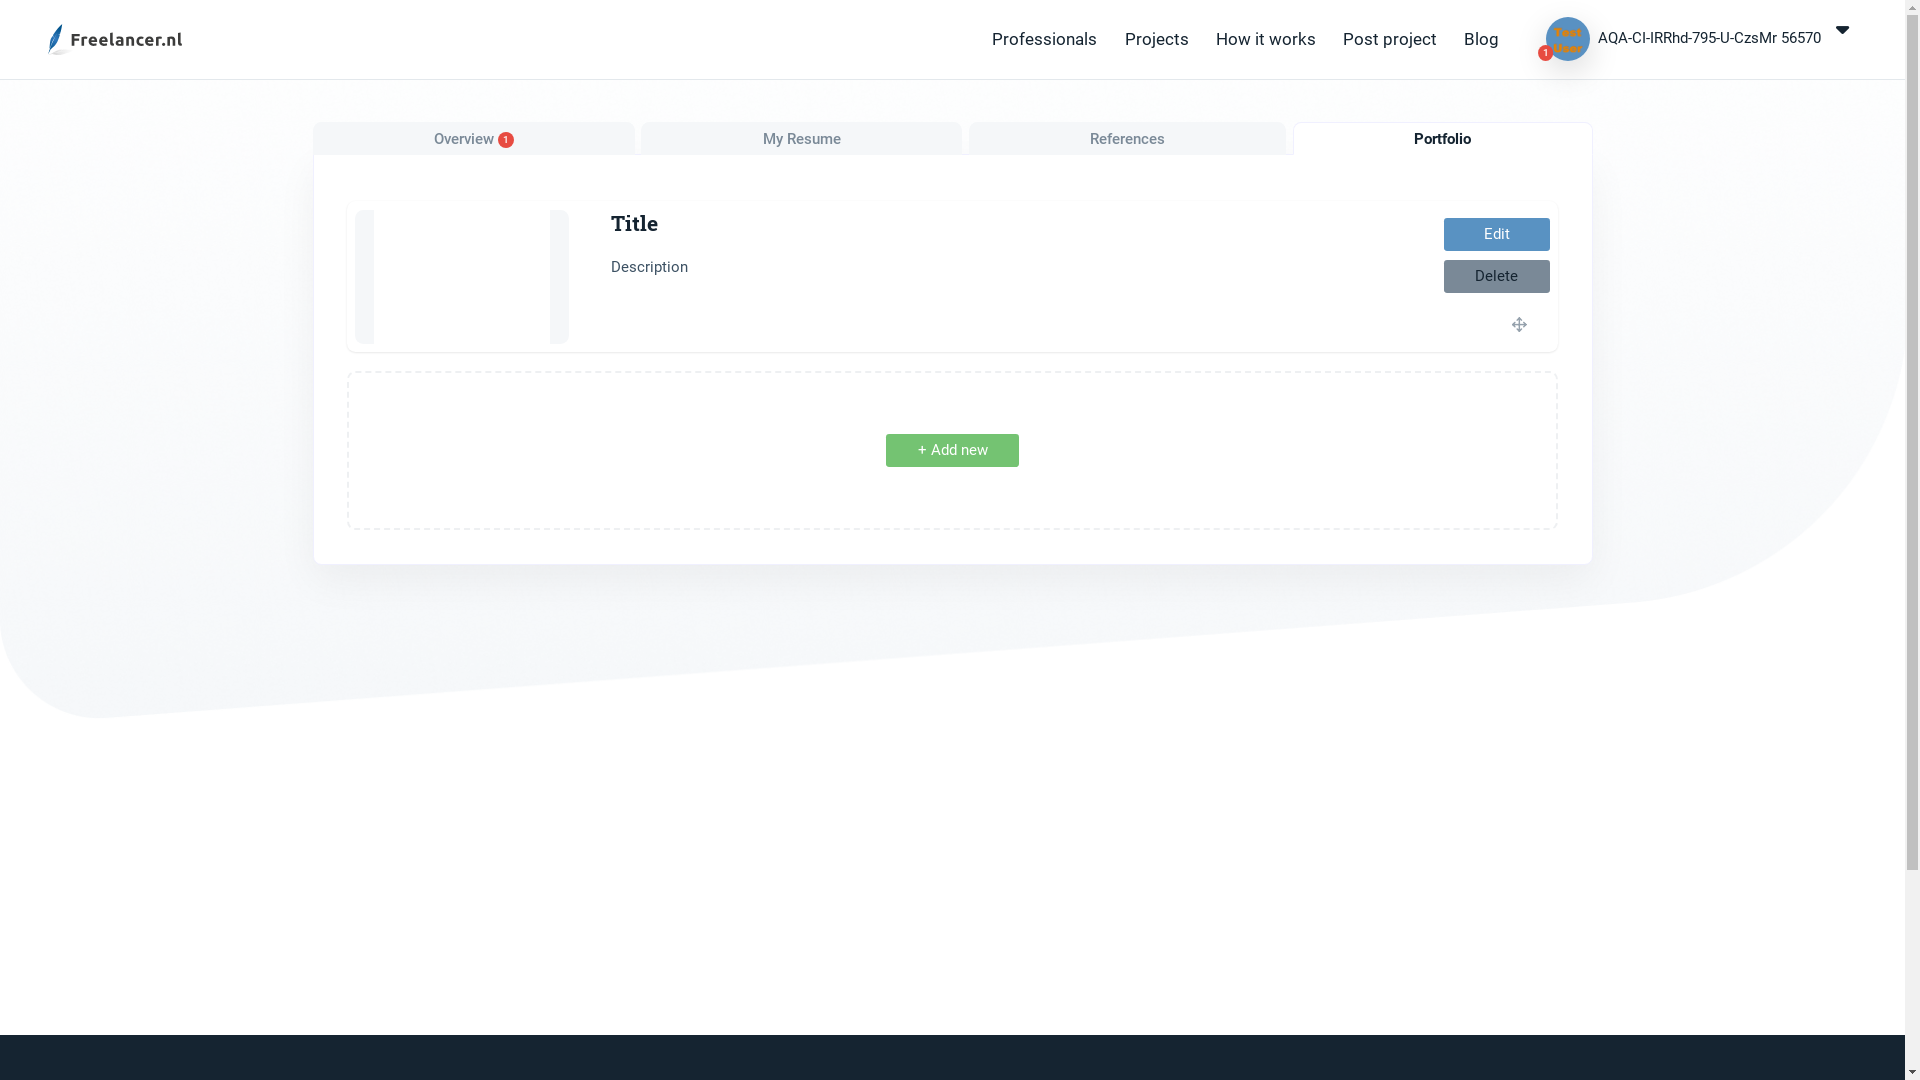 Freelancer.nl
Professionals
Projects
How it works
Post project
Blog
Test
User
1
AQA-CI-IRRhd-795-U-CzsMr 56570
Overview 1
My Resume
References
Portfolio
Title
Description
Edit
Delete
+ Add new